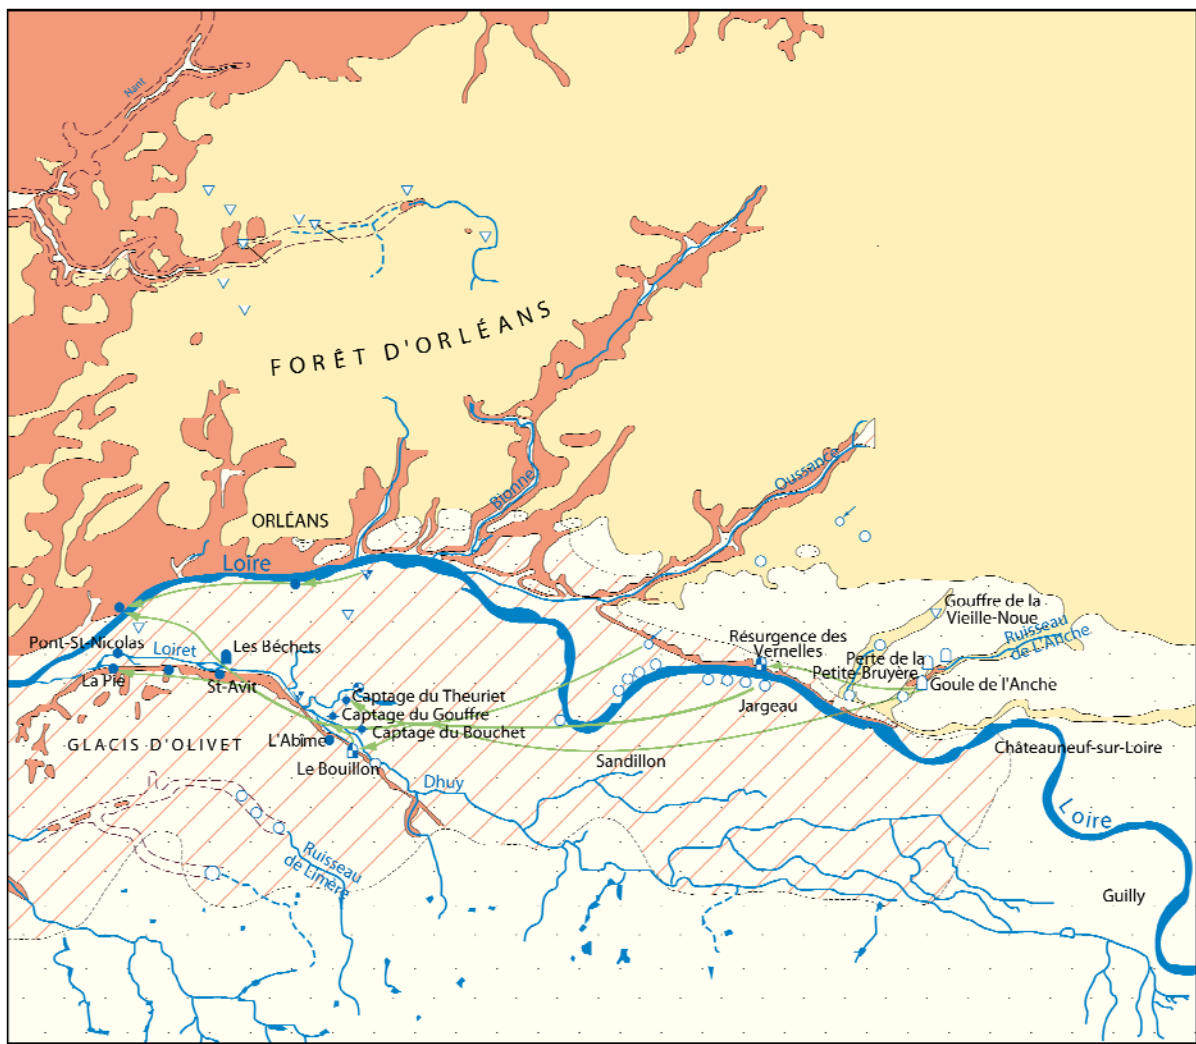 Nant
FORÊT D'ORLÉANS
Bionne
Oussance
ORLÉANS
Loire
Gouffre de la
Vieille-Noue
Ruisseau
de L'Anche
Pont-St-Nicolas
Loiret
Les Béchets
Résurgence des
Vernelles
Perte de la
Petite-Bruyère
La Pie
St-Avit
Goule de l'Anche
Captage du Theuriet
Jargeau
Captage du Gouffre
Captage du Bouchet
GLACIS D'OLIVET
L'Abîme
Le Bouillon
Sandillon
Châteauneuf-sur-Loire
Dhuy
Loire
Ruisseau
de Limère
Guilly